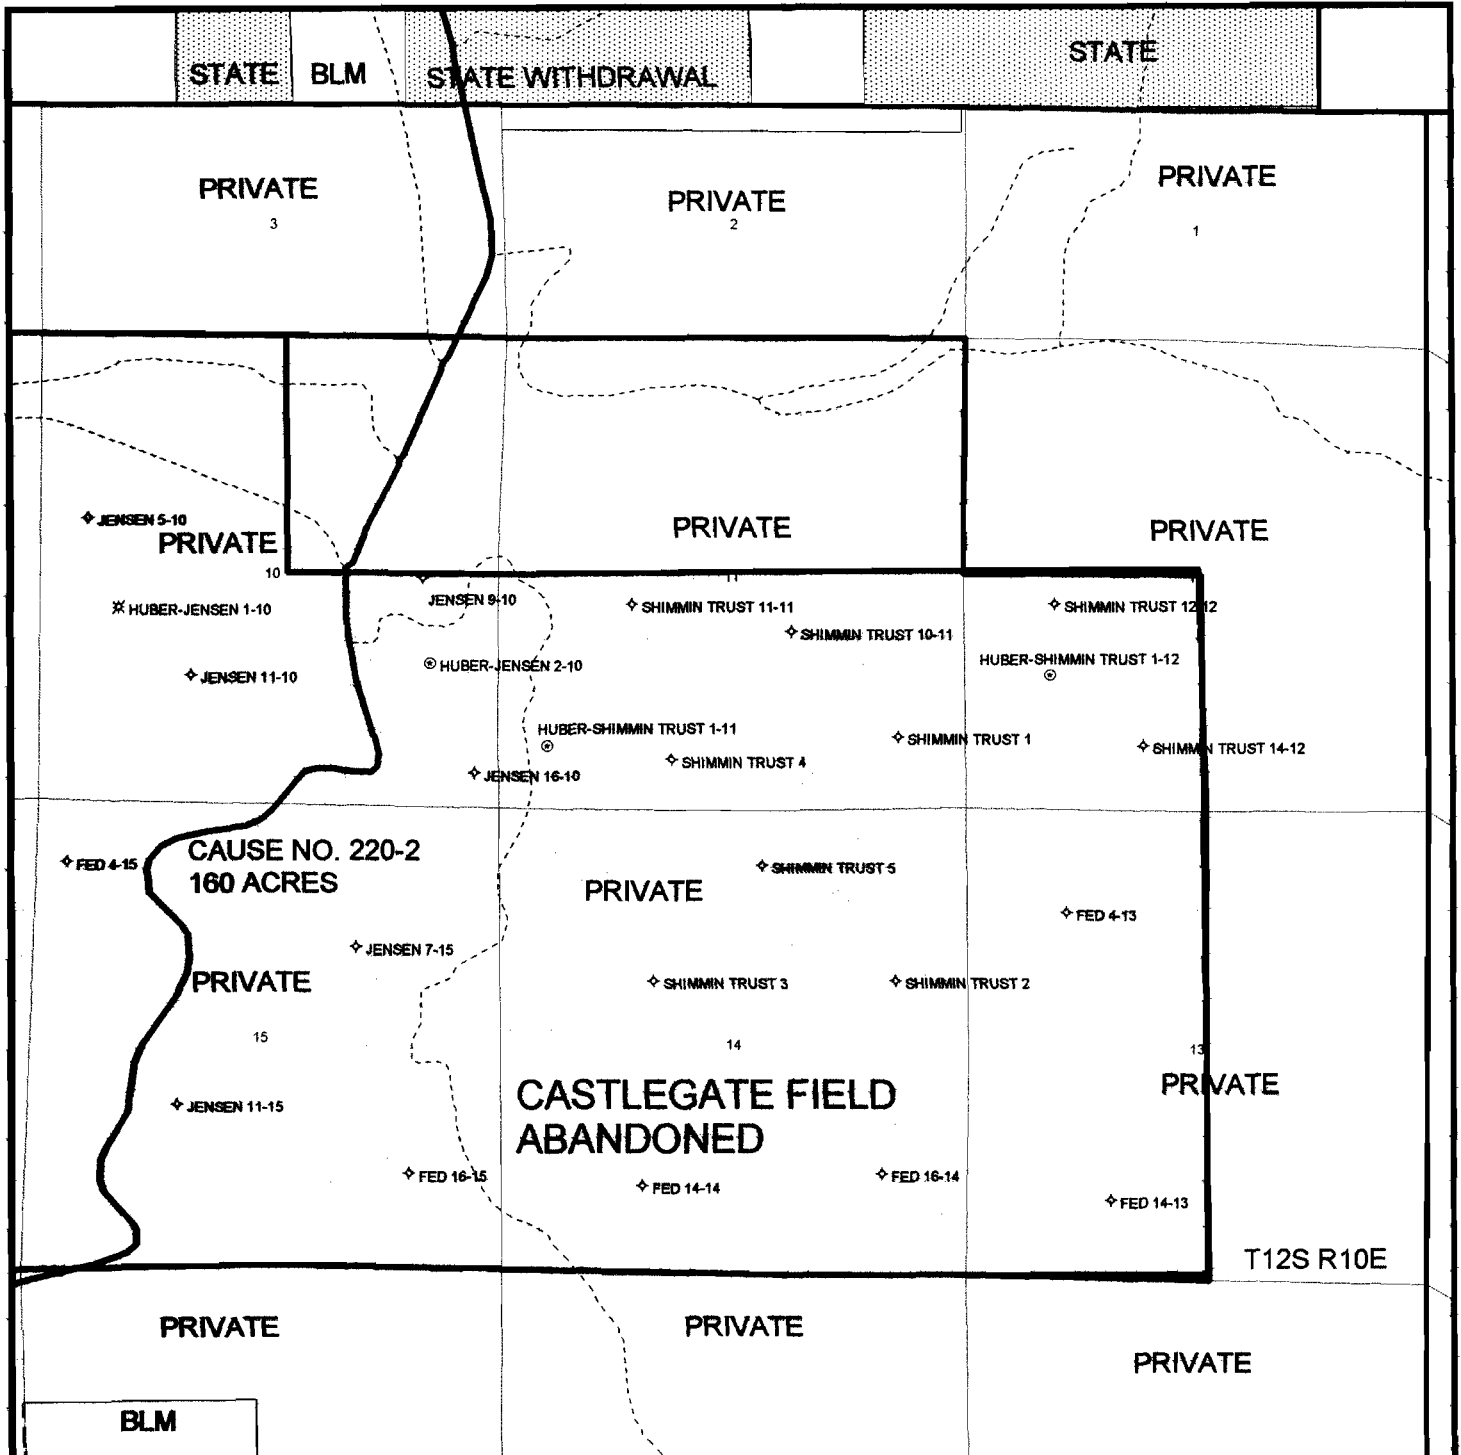 STATE
BLM
STATE WITHDRAWAL
STATE
PRIVATE
3
PRIVATE
2
PRIVATE
1
JENSEN 5-10
PRIVATE
10
PRIVATE
PRIVATE
HUBER-JENSEN 1-10
JENSEN 9-10
SHIMMIN TRUST 11-11
SHIMMIN TRUST 12-12
SHIMMIN TRUST 10-11
JENSEN 11-10
HUBER-JENSEN 2-10
HUBER-SHIMMIN TRUST 1-12
HUBER-SHIMMIN TRUST 1-11
SHIMMIN TRUST 1
SHIMMIN TRUST 14-12
SHIMMIN TRUST 4
JENSEN 16-10
FED 4-15
CAUSE NO. 220-2
160 ACRES
PRIVATE
SHIMMIN TRUST 5
FED 4-13
JENSEN 7-15
PRIVATE
SHIMMIN TRUST 3
SHIMMIN TRUST 2
15
14
13
PRIVATE
JENSEN 11-15
CASTLEGATE FIELD
ABANDONED
FED 16-15
FED 14-14
FED 16-14
FED 14-13
T12S R10E
PRIVATE
PRIVATE
PRIVATE
BLM